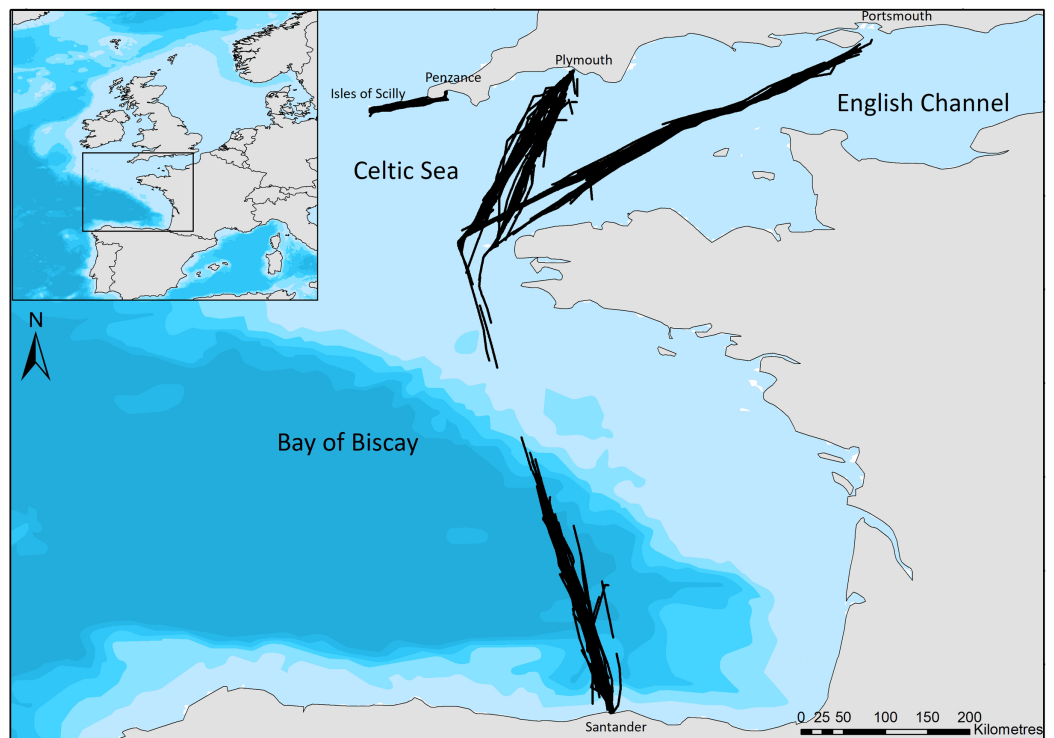 Portsmouth
Plymouth
Penzance
Isles of Scilly
English Channel
Celtic Sea
N
Bay of Biscay
Santander
0 25 50 100 150 200
Kilometres